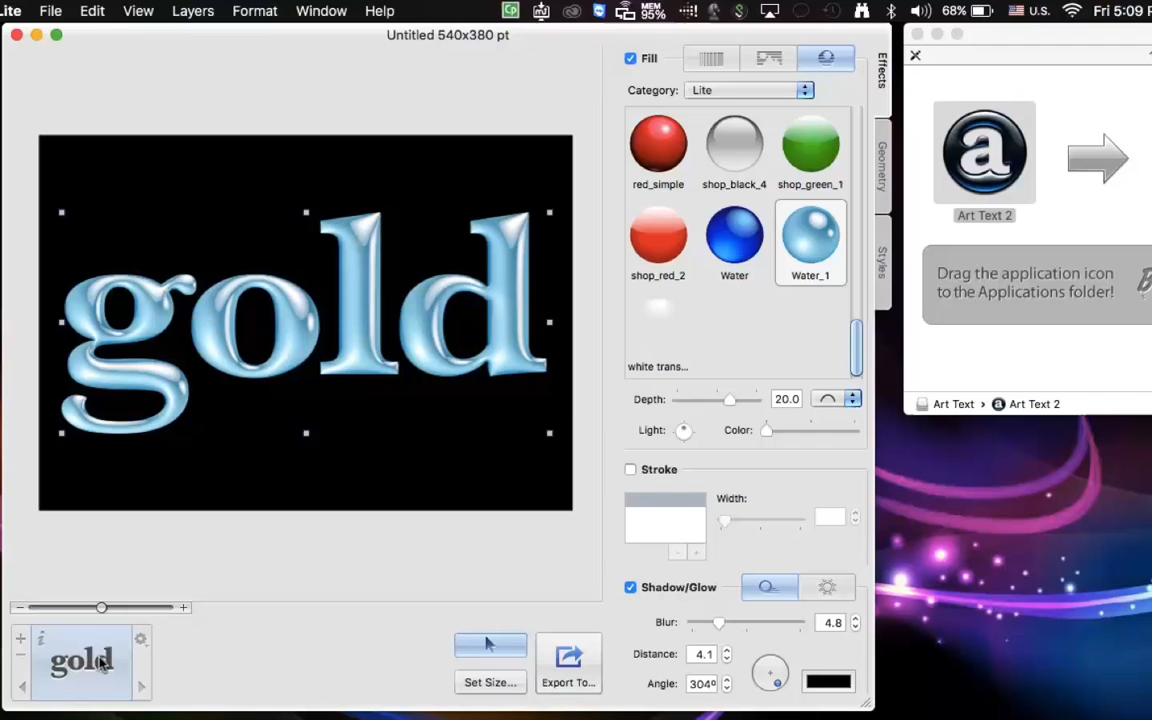 Lite File Edit View Layers Format Window Help
MEM
95%
68%
U.S.
Fri 5:09 P
Untitled 540x380 pt
Fill
Category: Lite
red_simple shop_black_4 shop_green_1
shop_red_2 Water Water_1
white trans...
Depth: 20.0
Light: Color:
Stroke
Width:
Shadow/Glow
Blur: 4.8
Distance: 4.1
Angle: 304º
Effects
Geometry
Styles
gold
gold
Set Size...
Export To...
a
Art Text 2
Drag the application icon
to the Applications folder!
Art Text › Art Text 2